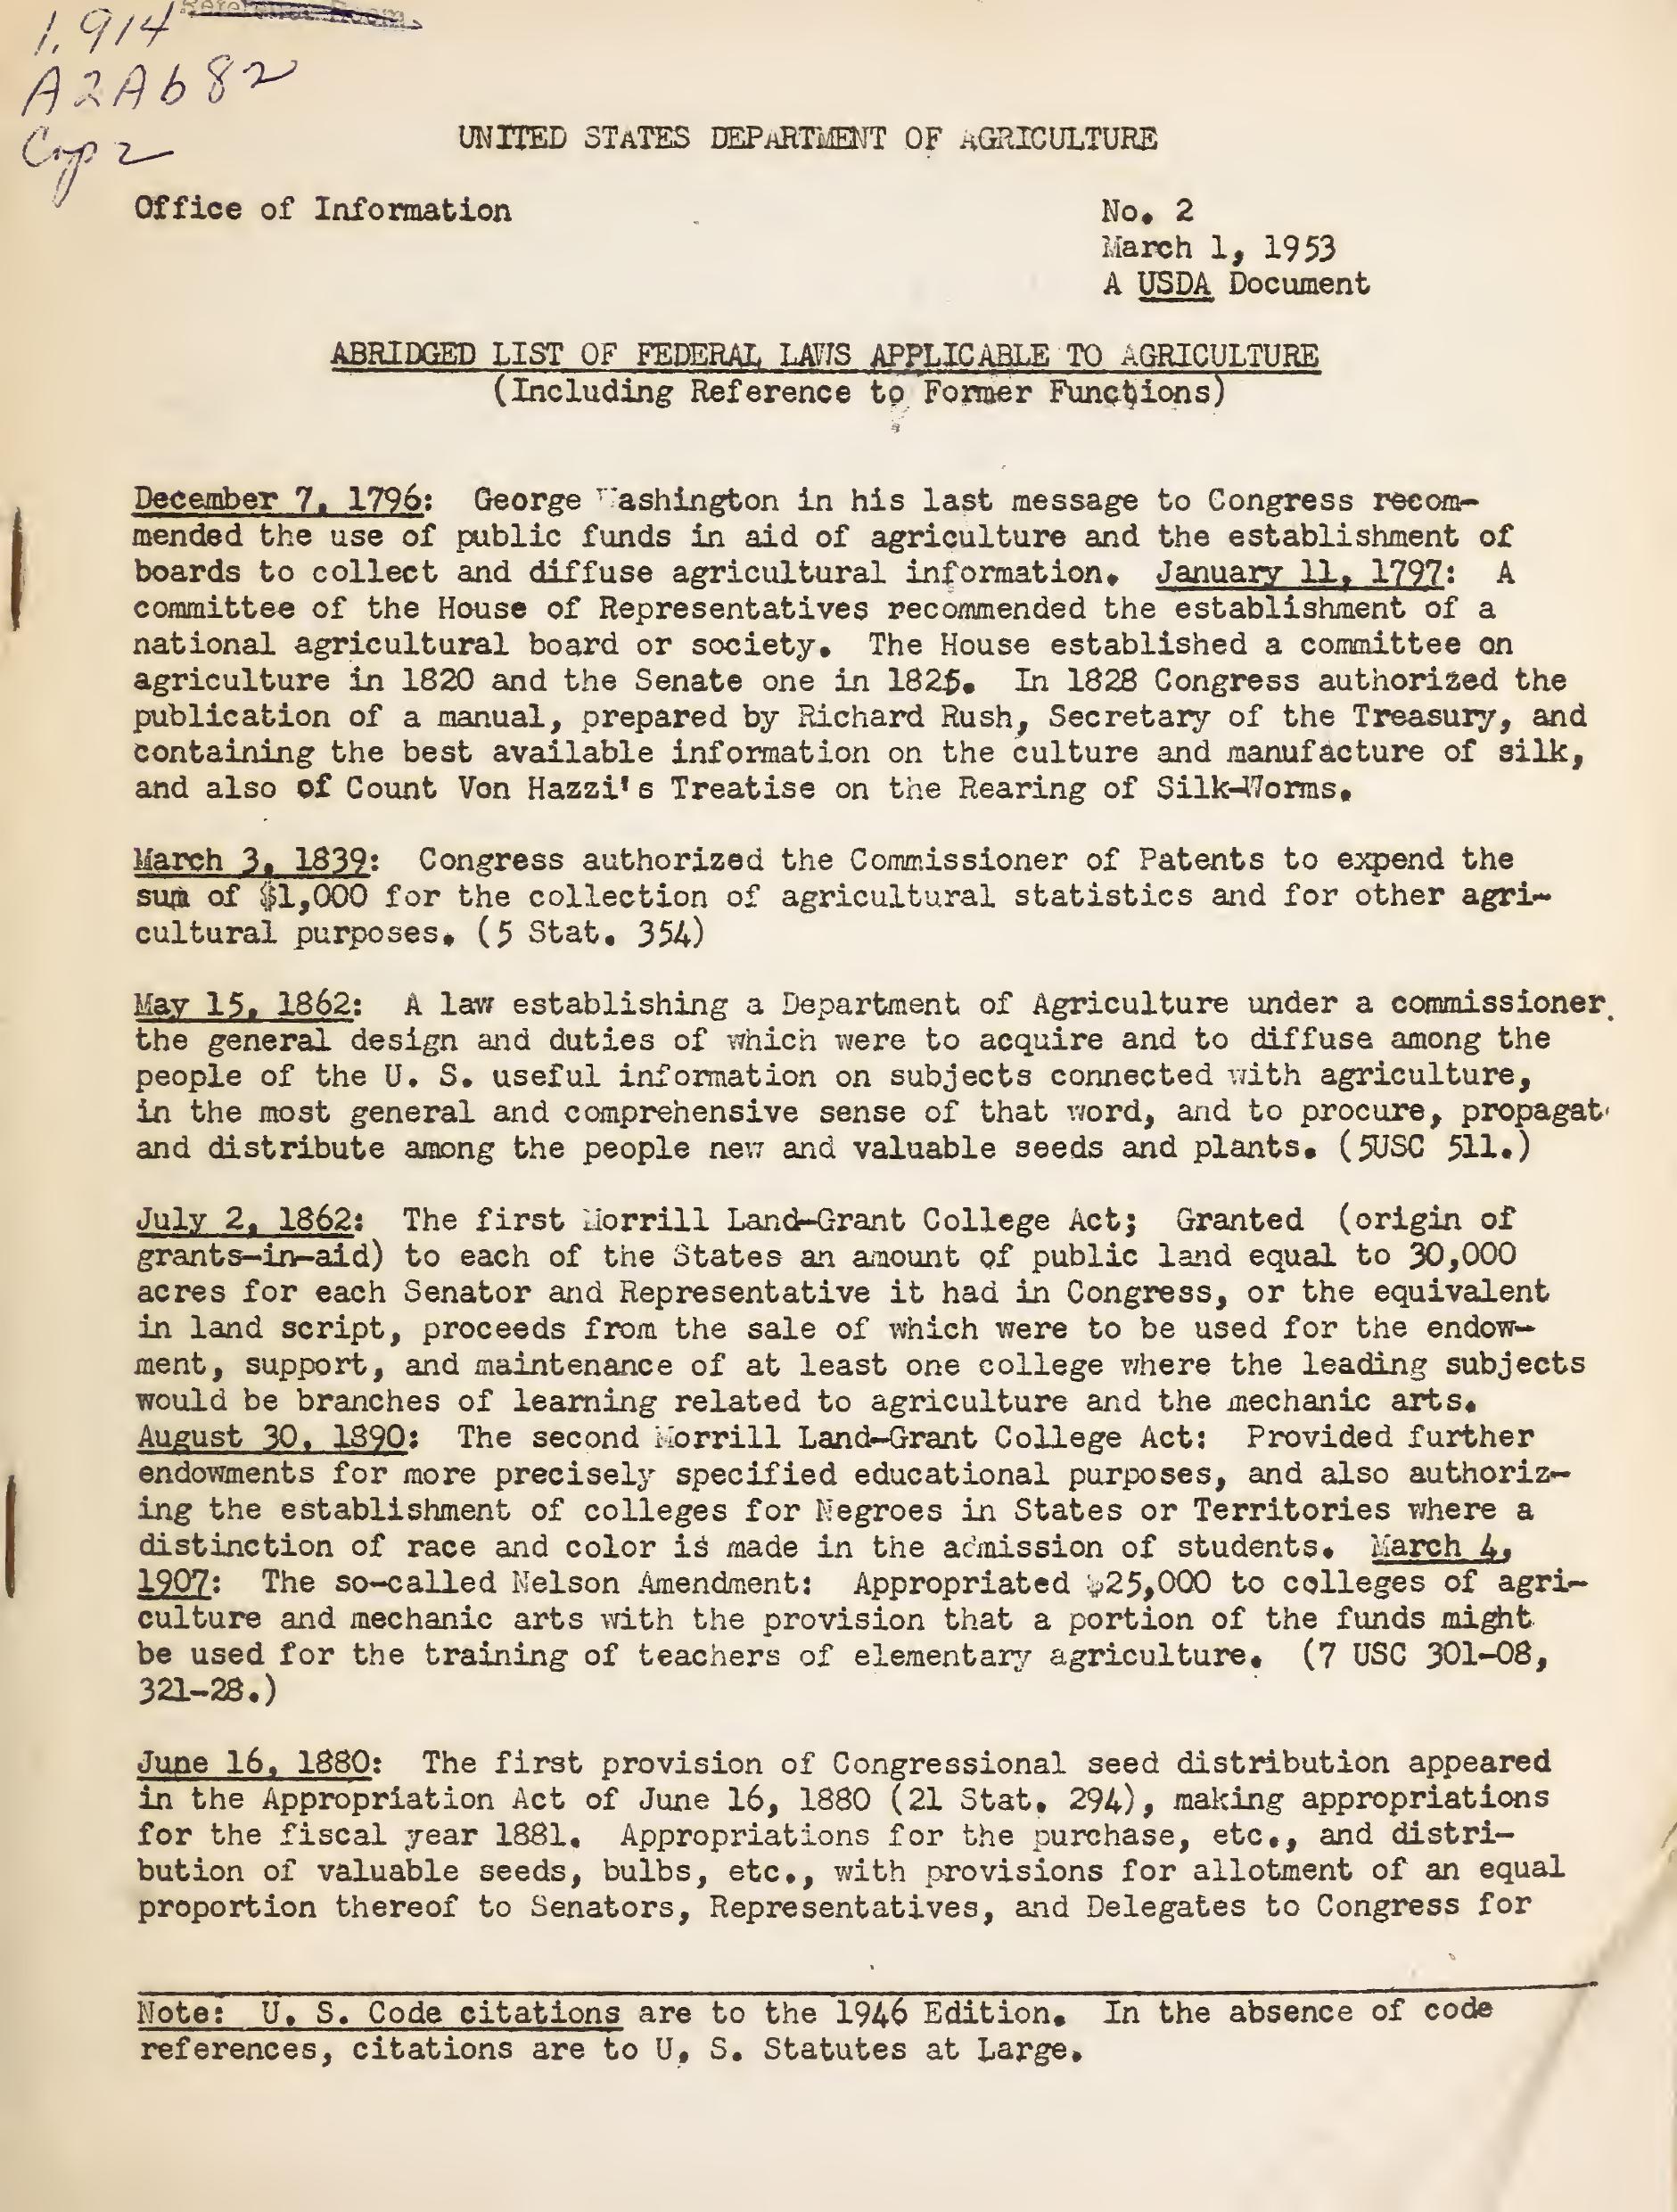 1.914
Reference Room
A2Ab82
Cop 2
UNITED STATES DEPARTMENT OF AGRICULTURE
Office of Information
No. 2
March 1, 1953
A USDA Document
ABRIDGED LIST OF FEDERAL LAWS APPLICABLE TO AGRICULTURE
(Including Reference to Former Functions)
December 7, 1796: George Washington in his last message to Congress recom-
mended the use of public funds in aid of agriculture and the establishment of
boards to collect and diffuse agricultural information. January 11, 1797: A
committee of the House of Representatives recommended the establishment of a
national agricultural board or society. The House established a committee on
agriculture in 1820 and the Senate one in 1825. In 1828 Congress authorized the
publication of a manual, prepared by Richard Rush, Secretary of the Treasury, and
containing the best available information on the culture and manufacture of silk,
and also of Count Von Hazzi's Treatise on the Rearing of Silk-Worms.
March 3, 1839: Congress authorized the Commissioner of Patents to expend the
sum of $1,000 for the collection of agricultural statistics and for other agri-
cultural purposes. (5 Stat. 354)
May 15, 1862: A law establishing a Department of Agriculture under a commissioner.
the general design and duties of which were to acquire and to diffuse among the
people of the U. S. useful information on subjects connected with agriculture,
in the most general and comprehensive sense of that word, and to procure, propagat
and distribute among the people new and valuable seeds and plants. (5USC 511.)
July 2, 1862: The first Morrill Land-Grant College Act; Granted (origin of
grants-in-aid) to each of the States an amount of public land equal to 30,000
acres for each Senator and Representative it had in Congress, or the equivalent
in land script, proceeds from the sale of which were to be used for the endow-
ment, support, and maintenance of at least one college where the leading subjects
would be branches of learning related to agriculture and the mechanic arts.
August 30, 1890: The second Morrill Land-Grant College Act: Provided further
endowments for more precisely specified educational purposes, and also authoriz-
ing the establishment of colleges for Negroes in States or Territories where a
distinction of race and color is made in the admission of students. March 4,
1907: The so-called Nelson Amendment: Appropriated $25,000 to colleges of agri-
culture and mechanic arts with the provision that a portion of the funds might
be used for the training of teachers of elementary agriculture. (7 USC 301-08,
321-28.)
June 16, 1880: The first provision of Congressional seed distribution appeared
in the Appropriation Act of June 16, 1880 (21 Stat. 294), making appropriations
for the fiscal year 1881. Appropriations for the purchase, etc., and distri-
bution of valuable seeds, bulbs, etc., with provisions for allotment of an equal
proportion thereof to Senators, Representatives, and Delegates to Congress for
Note: U. S. Code citations are to the 1946 Edition. In the absence of code
references, citations are to U. S. Statutes at Large.